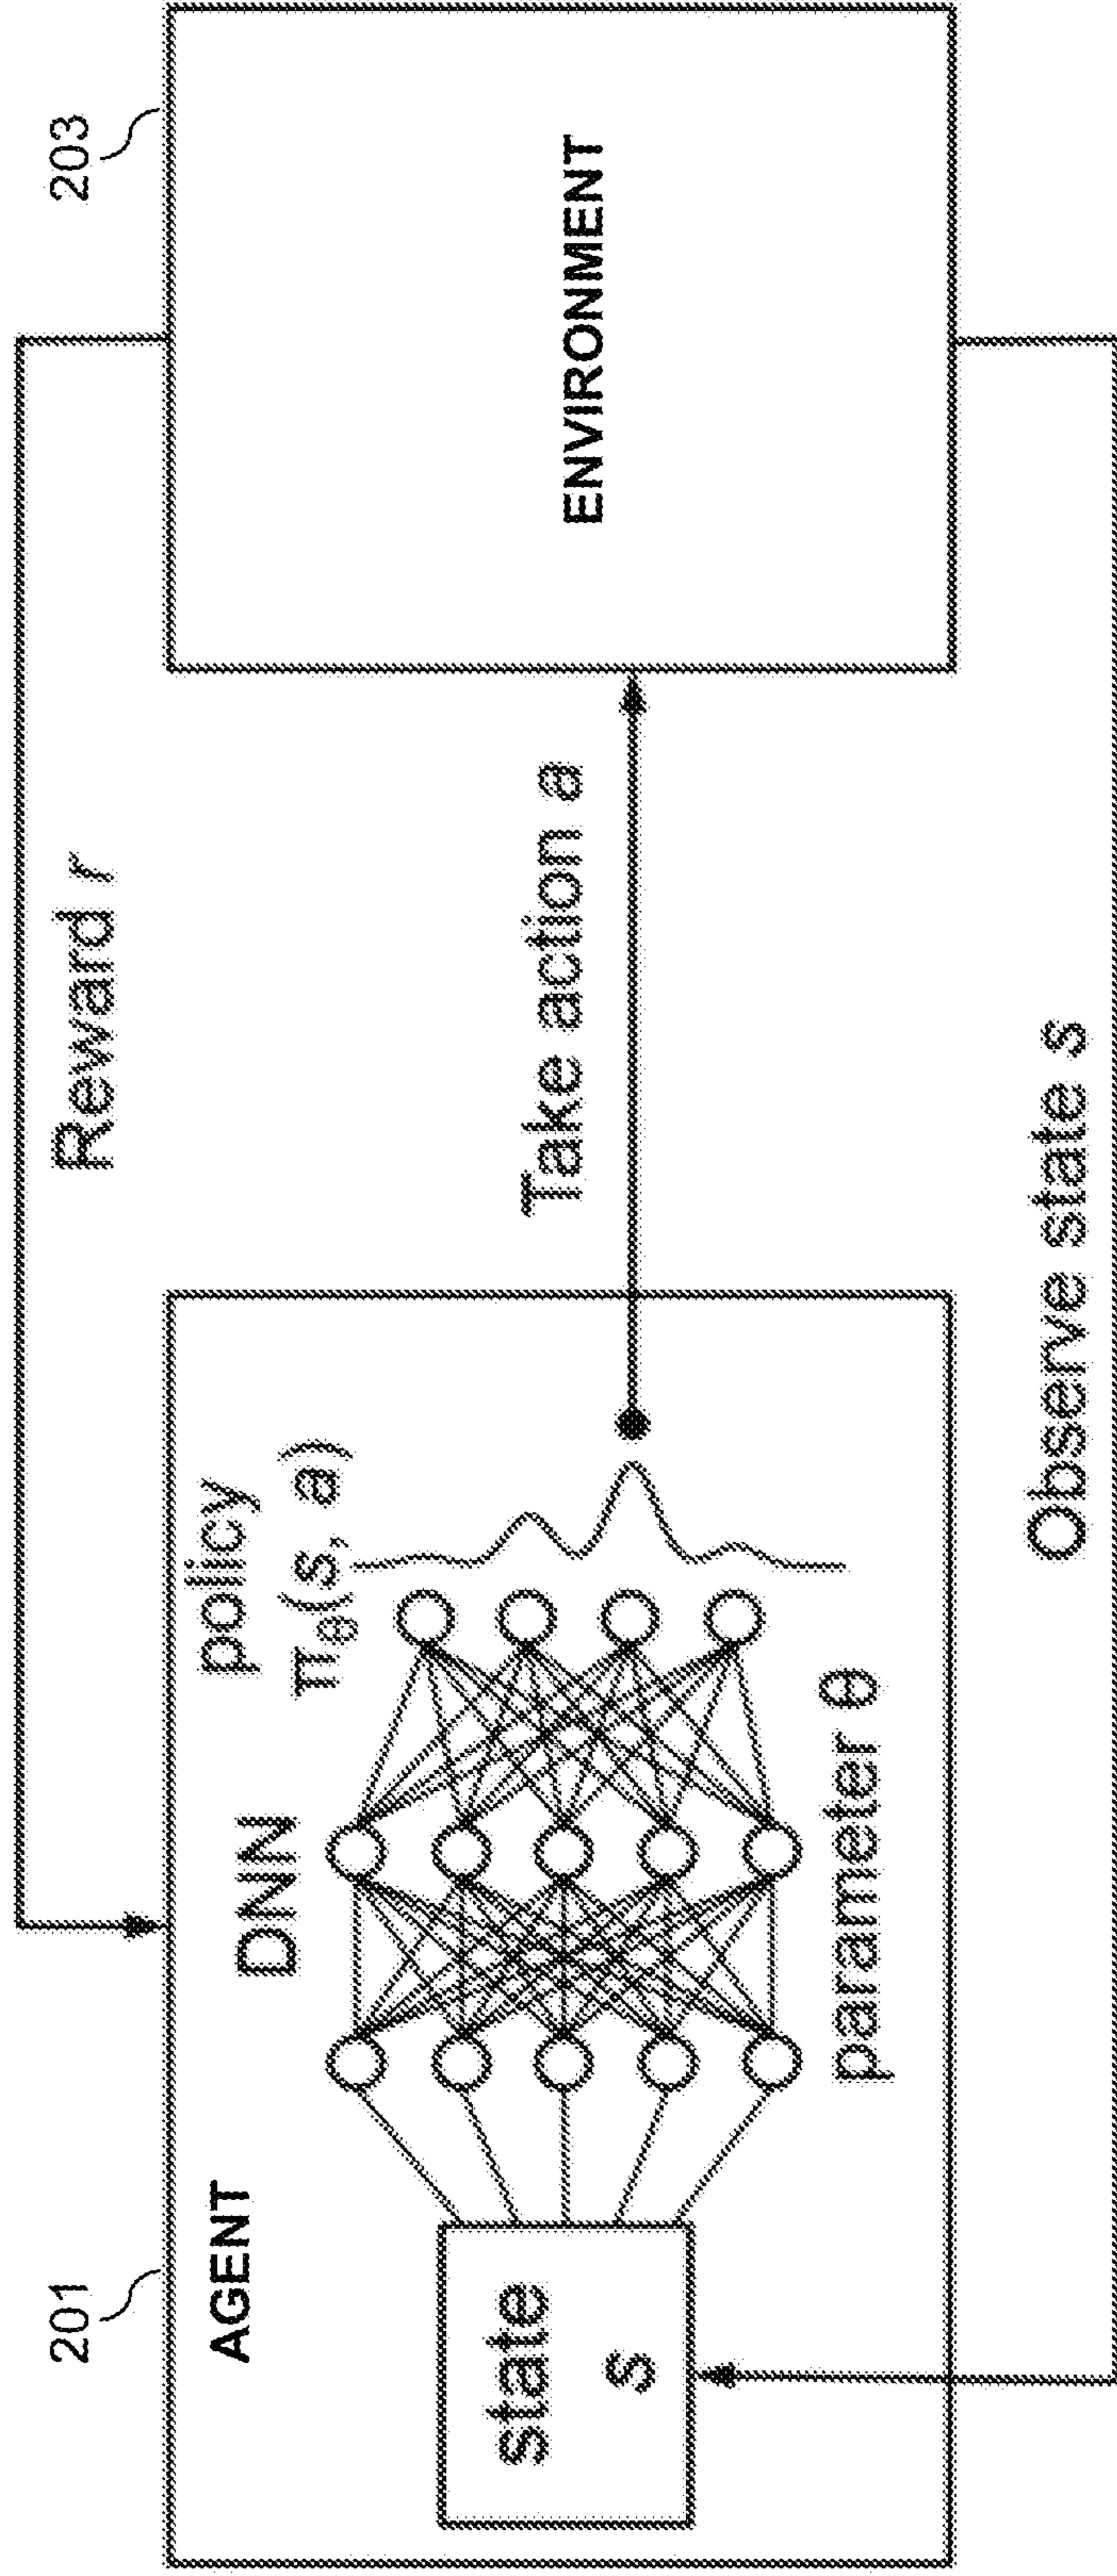 201
203
Reward r
AGENT
DNN
policy
πθ(s, a)
state
s
Take action a
ENVIRONMENT
parameter θ
Observe state s